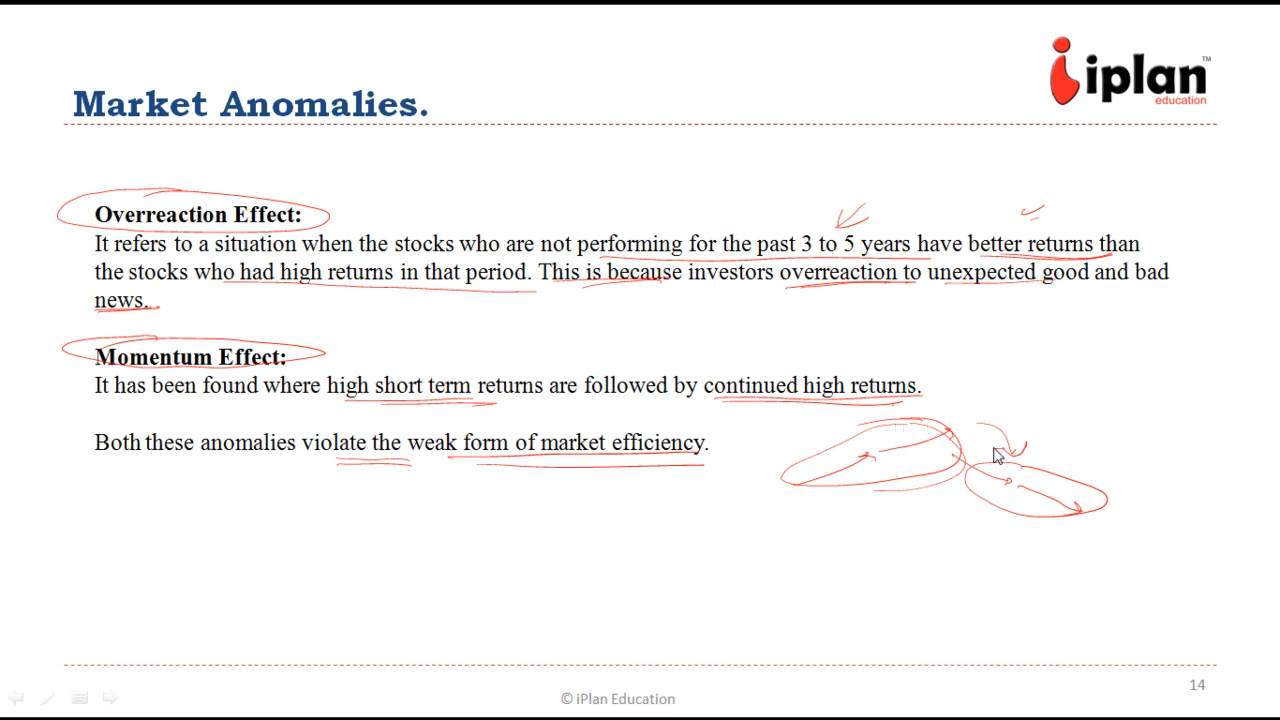 iplan™
education
Market Anomalies.
Overreaction Effect:
It refers to a situation when the stocks who are not performing for the past 3 to 5 years have better returns than
the stocks who had high returns in that period. This is because investors overreaction to unexpected good and bad
news.
Momentum Effect:
It has been found where high short term returns are followed by continued high returns.
Both these anomalies violate the weak form of market efficiency.
© iPlan Education
14